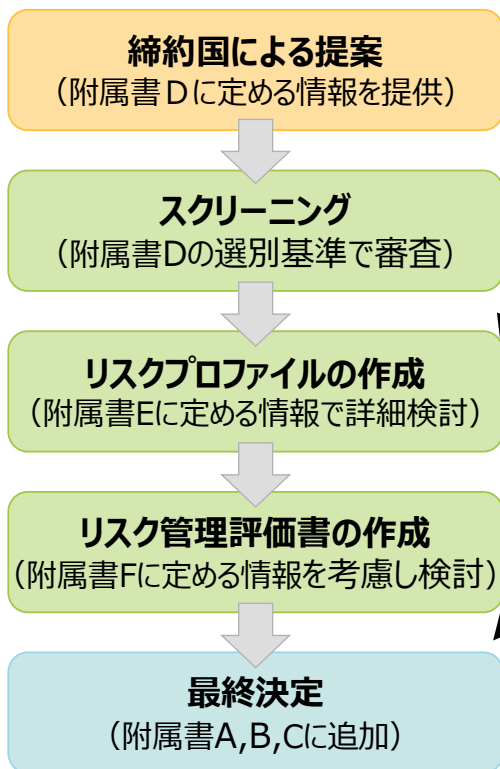 締約国による提案
（附属書Ｄに定める情報を提供）
スクリーニング
（附属書Dの選別基準で審査）
リスクプロファイルの作成
（附属書Eに定める情報で詳細検討）
リスク管理評価書の作成
（附属書Fに定める情報を考慮し検討）
最終決定
（附属書A,B,Cに追加）